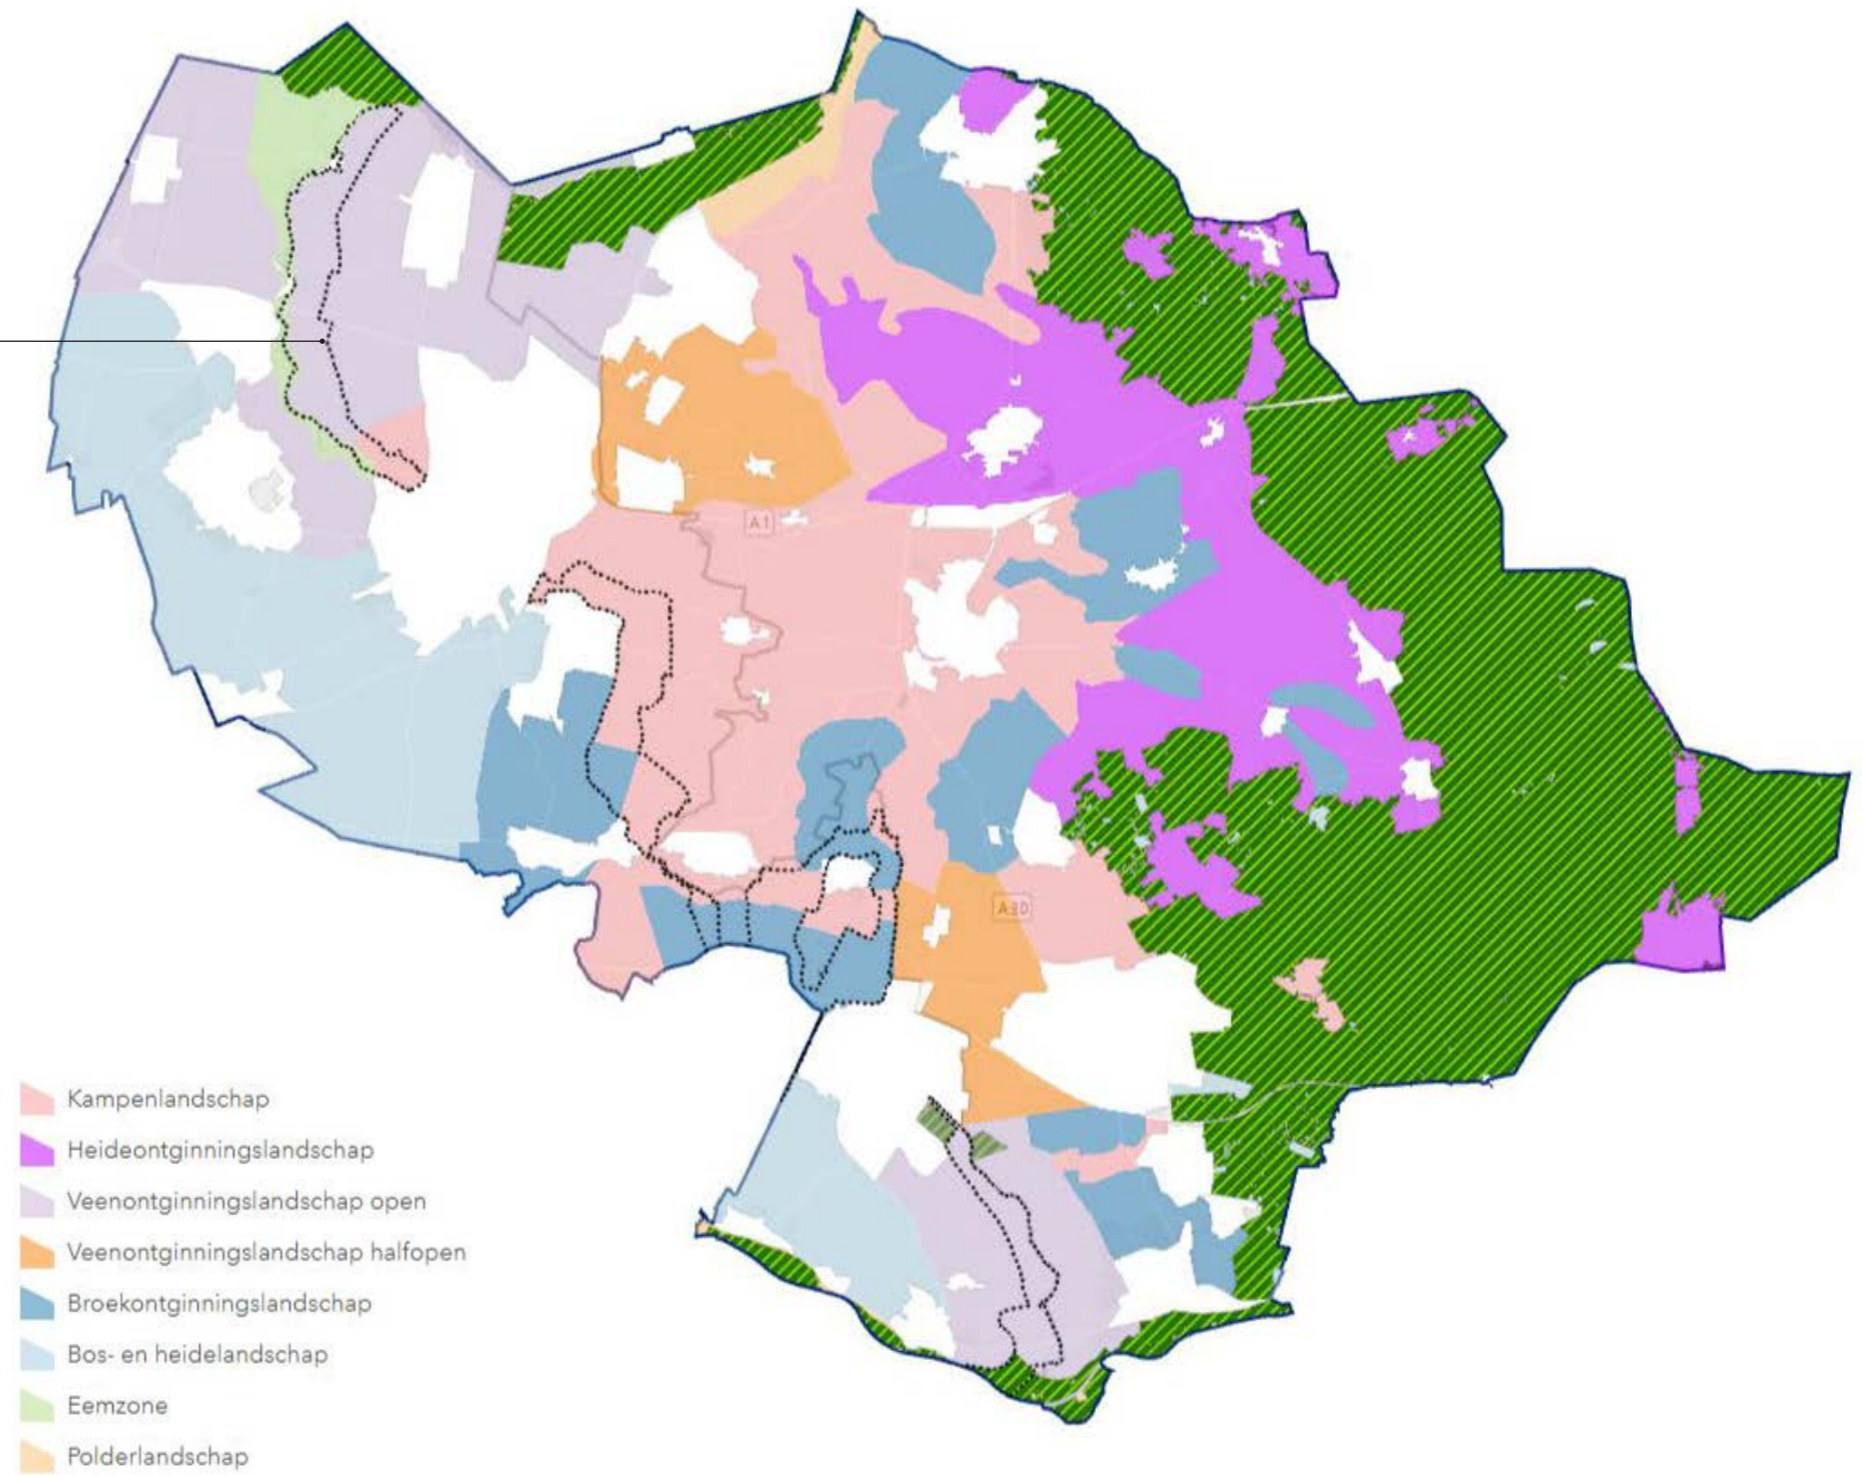 A1
A30
Kampenlandschap
Heideontginningslandschap
Veenontginningslandschap open
Veenontginningslandschap halfopen
Broekontginningslandschap
Bos- en heidelandschap
Eemzone
Polderlandschap